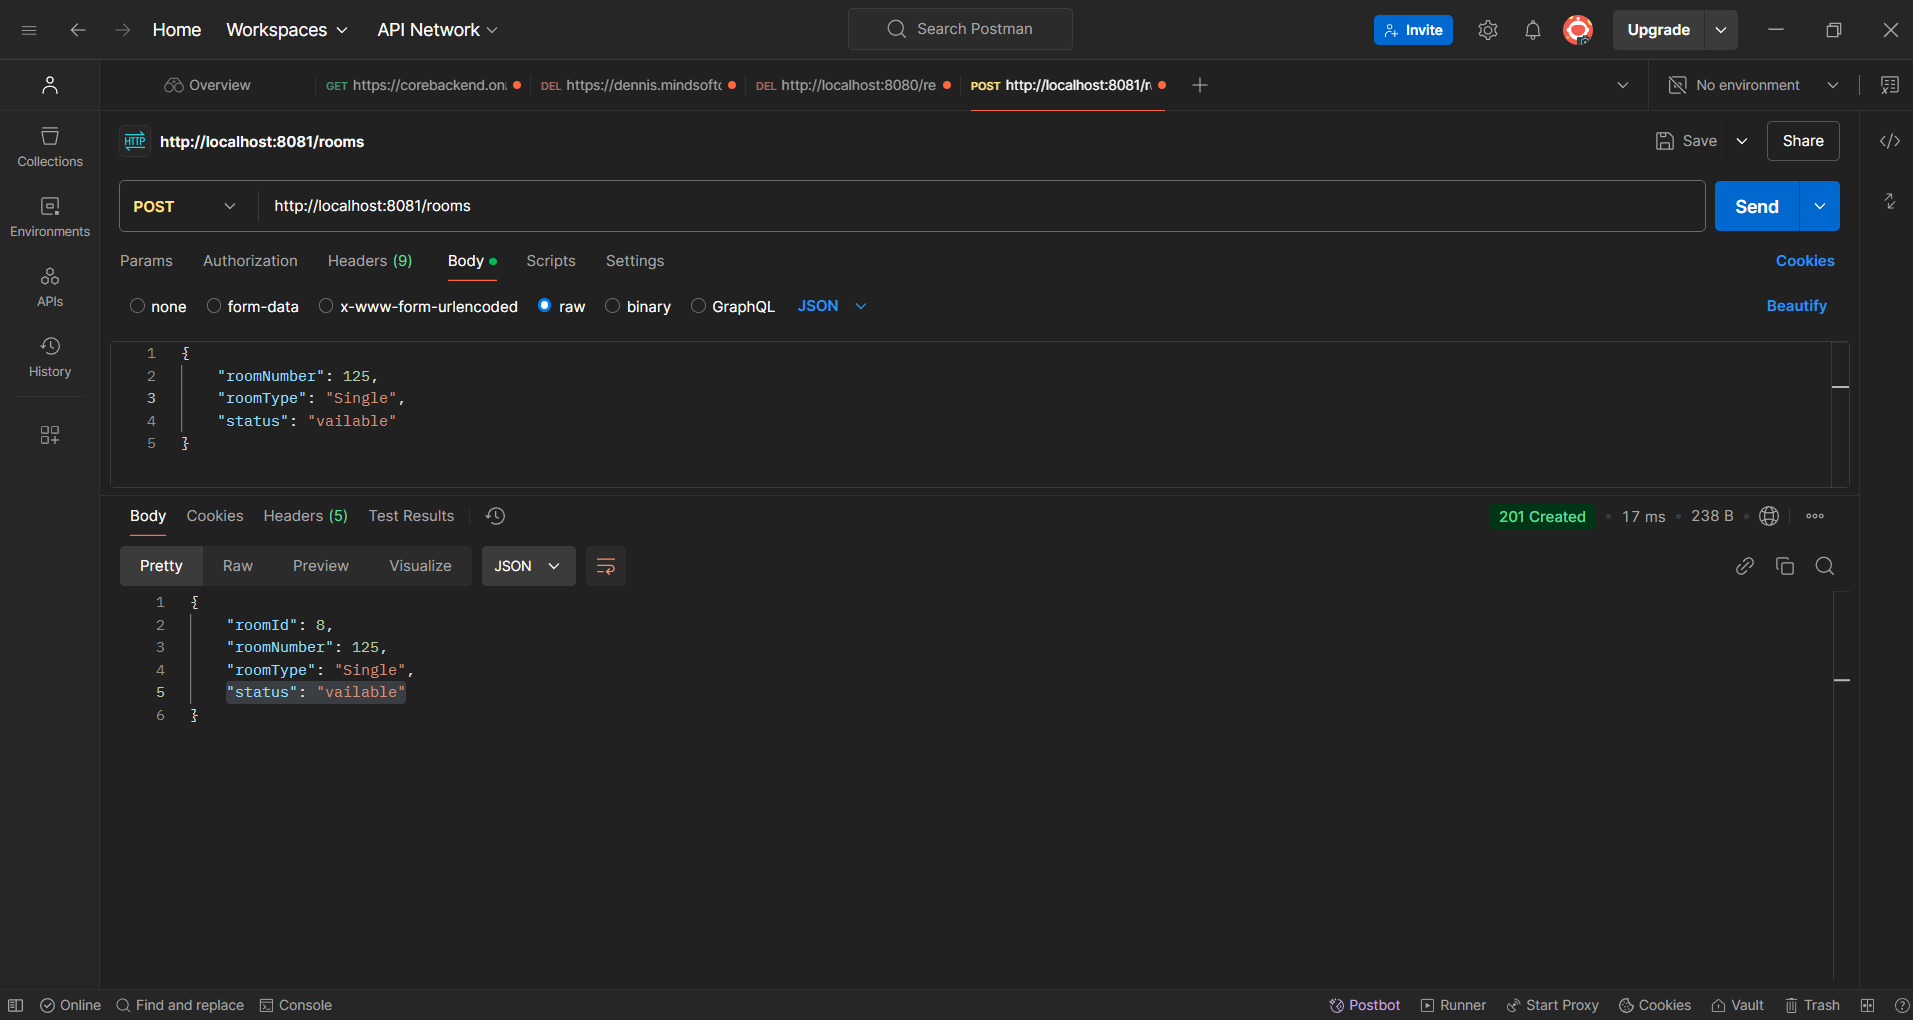 Home Workspaces API Network Search Postman Invite Upgrade
Overview GET https://corebackend.on DEL https://dennis.mindsoft DEL http://localhost:8080/re POST http://localhost:8081/r No environment
HTTP http://localhost:8081/rooms Save Share
Collections
Environments
APIs
History
POST http://localhost:8081/rooms Send
Params Authorization Headers (9) Body Scripts Settings Cookies
none form-data x-www-form-urlencoded raw binary GraphQL JSON Beautify
1 {
2 "roomNumber": 125,
3 "roomType": "Single",
4 "status": "vailable"
5 }
Body Cookies Headers (5) Test Results 201 Created 17 ms 238 B
Pretty Raw Preview Visualize JSON
1 {
2 "roomId": 8,
3 "roomNumber": 125,
4 "roomType": "Single",
5 "status": "vailable"
6 }
Online Find and replace Console Postbot Runner Start Proxy Cookies Vault Trash